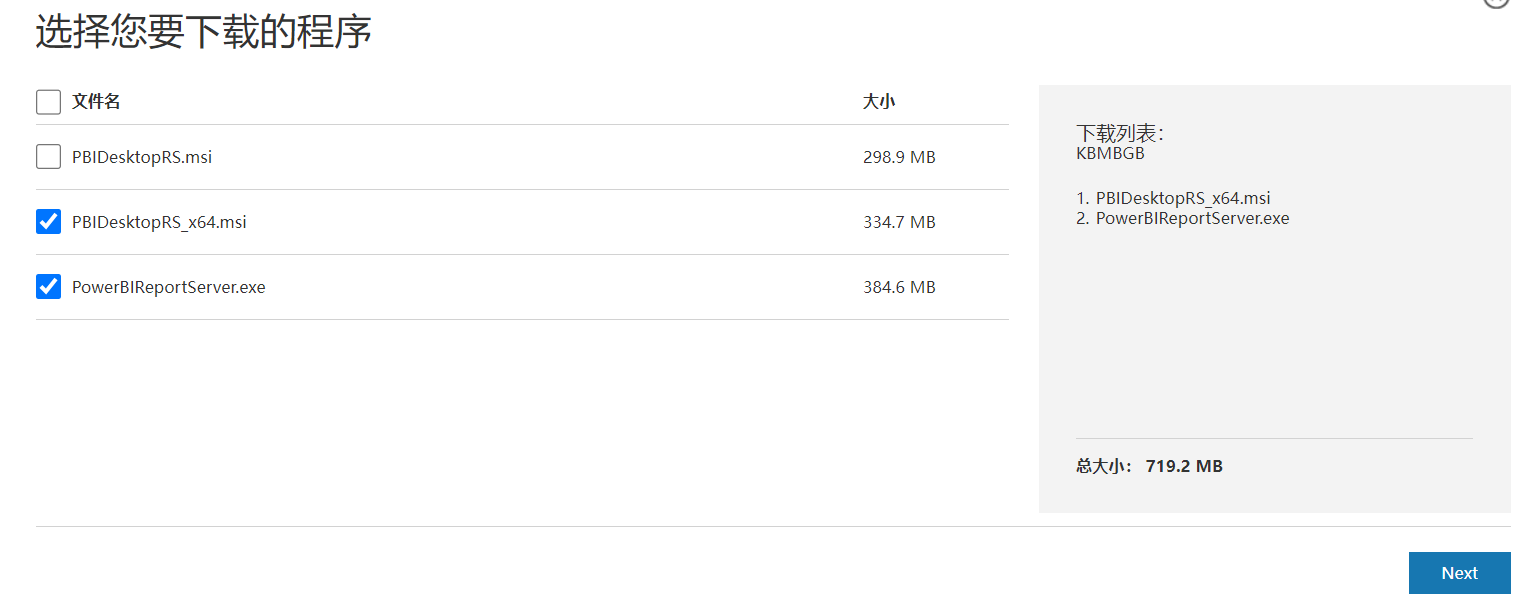 选择您要下载的程序
文件名 大小
PBIDesktopRS.msi 298.9 MB
PBIDesktopRS_x64.msi 334.7 MB
PowerBIReportServer.exe 384.6 MB
下载列表：
KBMBGB
1. PBIDesktopRS_x64.msi
2. PowerBIReportServer.exe
总大小： 719.2 MB
Next